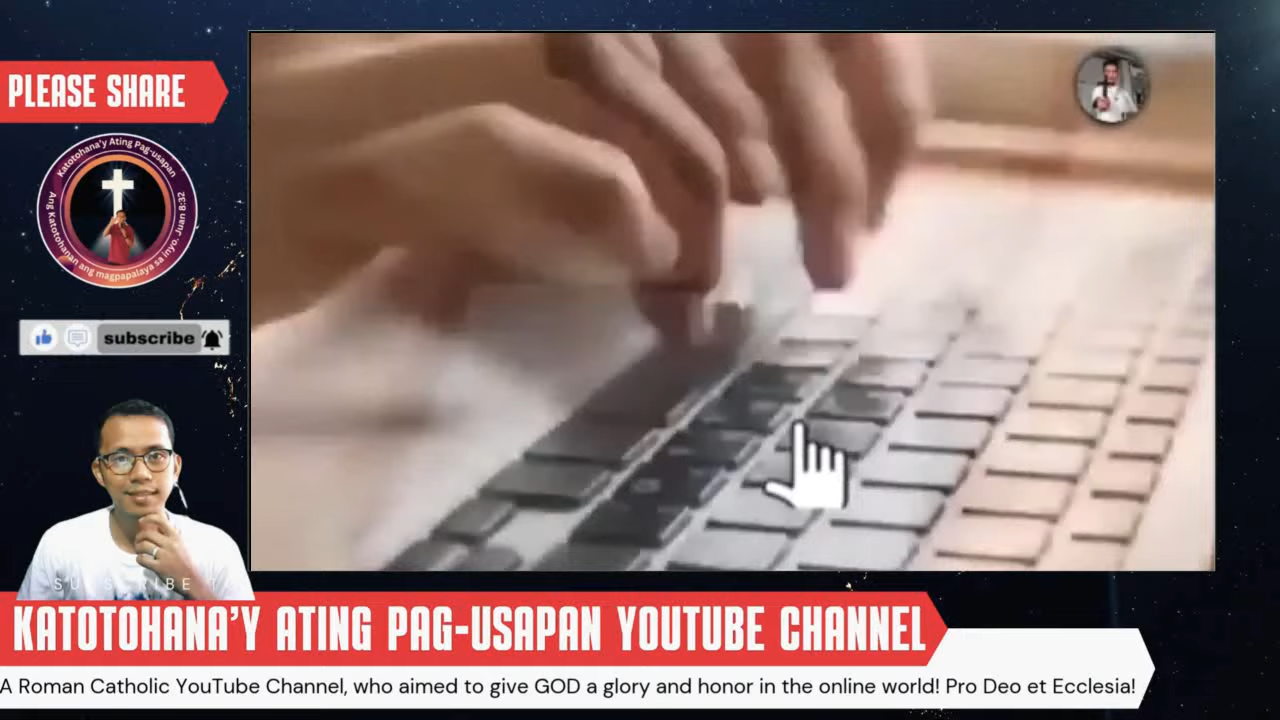 PLEASE SHARE
Katotohana'y Ating Pag-usapan
Ang Katotohanan ang magpapalaya sa inyo. Juan 8:32
subscribe
SUBSCRIBE
KATOTOHANA'Y ATING PAG-USAPAN YOUTUBE CHANNEL
A Roman Catholic YouTube Channel, who aimed to give GOD a glory and honor in the online world! Pro Deo et Ecclesia!